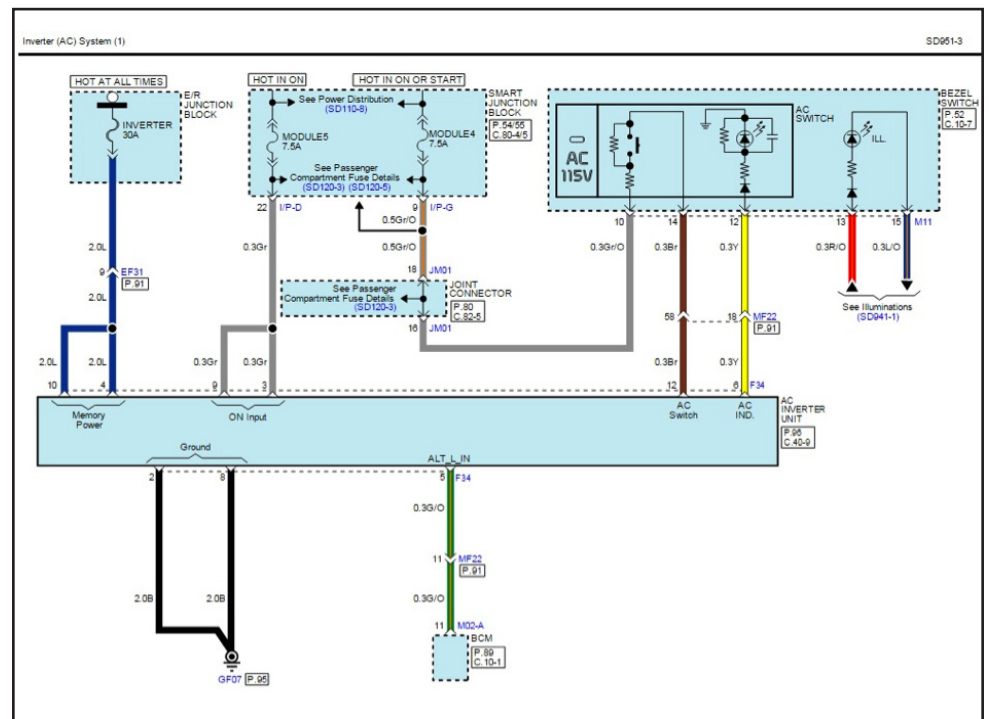 Inverter (AC) System (1)
SD951-3
HOT AT ALL TIMES
E/R
JUNCTION
BLOCK
INVERTER
30A
HOT IN ON
HOT IN ON OR START
See Power Distribution
(SD110-8)
MODULE5
7.5A
MODULE4
7.5A
See Passenger
Compartment Fuse Details
(SD120-3) (SD120-5)
SMART
JUNCTION
BLOCK
P.54/55
C.80-4/5
AC
115V
AC
SWITCH
ILL.
BEZEL
SWITCH
P.52
C.10-7
22 I/P-D
9 I/P-G
10
14
12
13
15 M11
0.5Gr/O
0.5Gr/O
2.0L
0.3Gr
0.3Gr/O
0.3Br
0.3Y
0.3R/O
0.3L/O
9 EF31
P.91
2.0L
18 JM01
See Passenger
Compartment Fuse Details
(SD120-3)
JOINT
CONNECTOR
P.80
C.82-5
16 JM01
See Illuminations
(SD941-1)
58
18 MF22
P.91
2.0L
2.0L
0.3Gr
0.3Gr
0.3Br
0.3Y
10
4
9
3
12
6 F34
Memory
Power
ON Input
AC
Switch
AC
IND.
AC
INVERTER
UNIT
P.96
C.40-9
Ground
ALT_L_IN
2
8
5 F34
0.3G/O
11 MF22
P.91
2.0B
2.0B
0.3G/O
11 M02-A
BCM
P.89
C.10-1
GF07 P.95